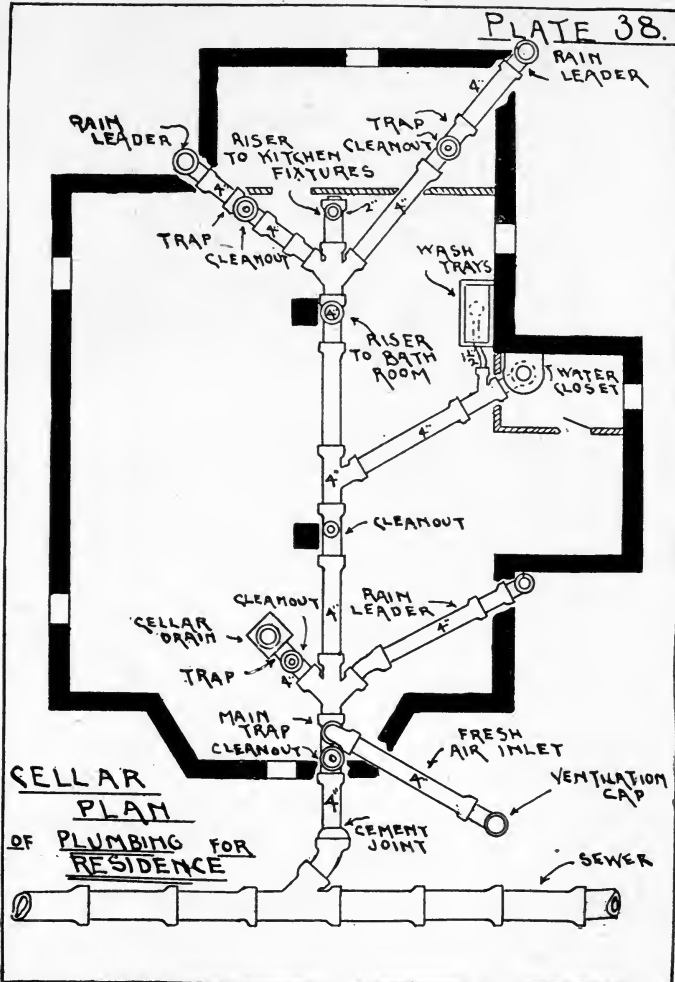 PLATE 38.
RAIN
LEADER
4"
TRAP
CLEANOUT
RAIN
LEADER
RISER
TO KITCHEN
FIXTURES
2"
4"
4"
4"
TRAP
CLEANOUT
WASH
TRAYS
4"
RISER
TO BATH
ROOM
1½"
WATER
CLOSET
4"
4"
CLEANOUT
CLEANOUT
4"
RAIN
LEADER
4"
CELLAR
DRAIN
TRAP
4"
MAIN
TRAP
CLEANOUT
FRESH
AIR INLET
4"
VENTILATION
CAP
4"
CEMENT
JOINT
CELLAR
PLAN
OF PLUMBING FOR
RESIDENCE
SEWER